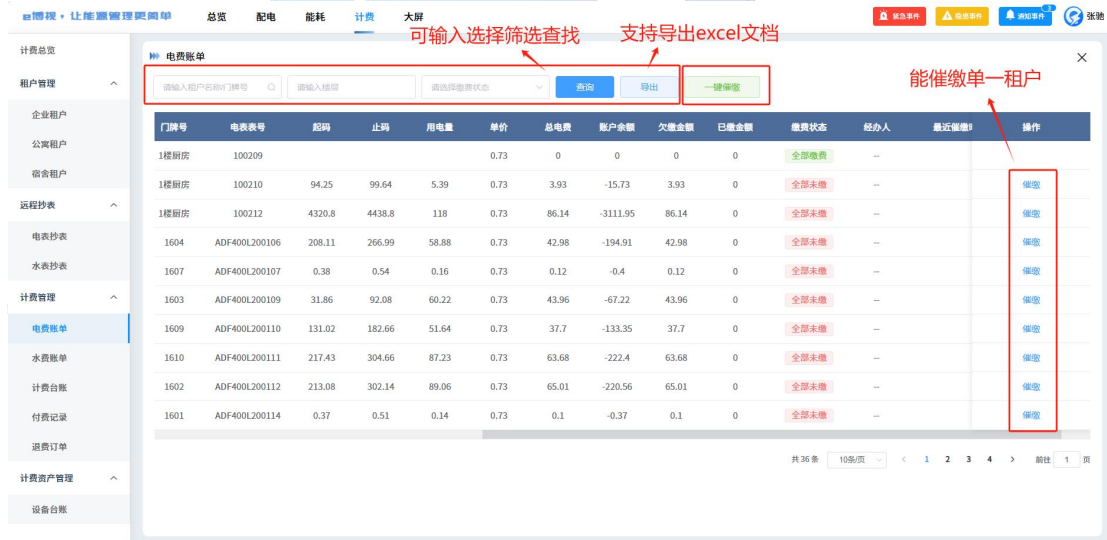 e博视·让能源管理更简单 总览 配电 能耗 计费 大屏 紧急事件 通知事件 3 张驰
可输入选择筛选查找 支持导出excel文档
计费总览 电费账单
能催缴单一租户
租户管理 请输入租户名称/门牌号 请输入楼层 请选择缴费状态 查询 导出 一键催缴
企业租户 门牌号 电表表号 起码 止码 用电量 单价 总电费 账户余额 欠缴金额 已缴金额 缴费状态 经办人 最近催缴 操作
公寓租户 1楼厨房 100209 0.73 0 0 0 0 全部缴费 --
宿舍租户 1楼厨房 100210 94.25 99.64 5.39 0.73 3.93 -15.73 3.93 0 全部未缴 -- 催缴
远程抄表 1楼厨房 100212 4320.8 4438.8 118 0.73 86.14 -3111.95 86.14 0 全部未缴 -- 催缴
电表抄表 1604 ADF400L200106 208.11 266.99 58.88 0.73 42.98 -194.91 42.98 0 全部未缴 -- 催缴
水表抄表 1607 ADF400L200107 0.38 0.54 0.16 0.73 0.12 -0.4 0.12 0 全部未缴 -- 催缴
计费管理 1603 ADF400L200109 31.86 92.08 60.22 0.73 43.96 -67.22 43.96 0 全部未缴 -- 催缴
电费账单 1609 ADF400L200110 131.02 182.66 51.64 0.73 37.7 -133.35 37.7 0 全部未缴 -- 催缴
水费账单 1610 ADF400L200111 217.43 304.66 87.23 0.73 63.68 -222.4 63.68 0 全部未缴 -- 催缴
计费台账 1602 ADF400L200112 213.08 302.14 89.06 0.73 65.01 -220.56 65.01 0 全部未缴 -- 催缴
付费记录 1601 ADF400L200114 0.37 0.51 0.14 0.73 0.1 -0.37 0.1 0 全部未缴 -- 催缴
退费订单
共 36 条 10条/页 < 1 2 3 4 > 前往 1 页
计费资产管理
设备台账